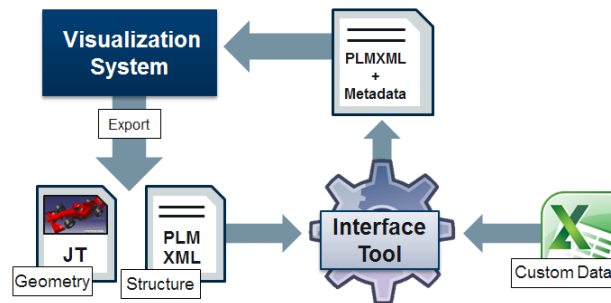 Visualization
System
PLMXML
+
Metadata
Export
JT
Geometry
PLM
XML
Structure
Interface
Tool
X
Custom Data